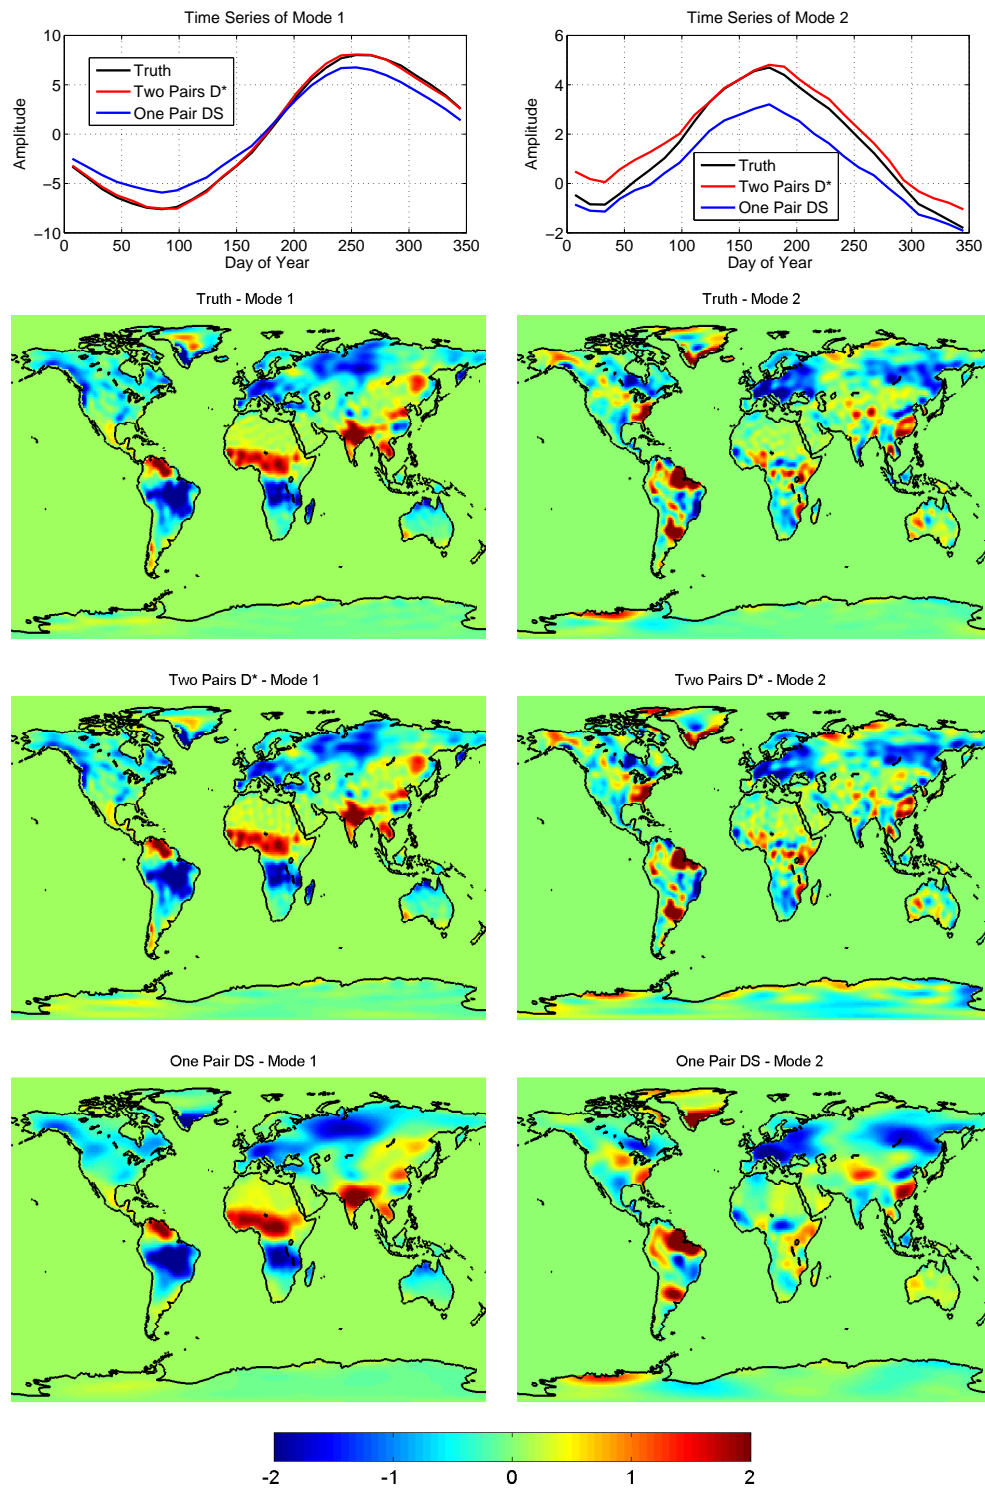 Time Series of Mode 1
Amplitude
10
5
0
−5
−10
Truth
Two Pairs D*
One Pair DS
0 50 100 150 200 250 300 350
Day of Year
Time Series of Mode 2
Amplitude
6
4
2
0
−2
Truth
Two Pairs D*
One Pair DS
0 50 100 150 200 250 300 350
Day of Year
Truth - Mode 1
Truth - Mode 2
Two Pairs D* - Mode 1
Two Pairs D* - Mode 2
One Pair DS - Mode 1
One Pair DS - Mode 2
-2 -1 0 1 2